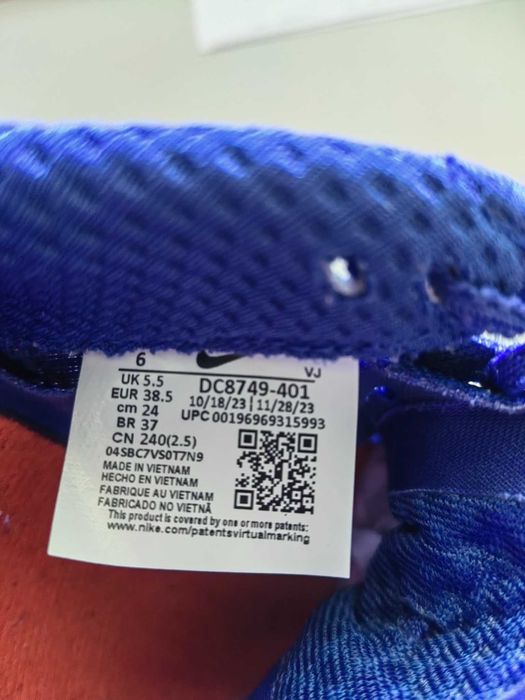 6
VJ
UK 5.5
EUR 38.5
cm 24
BR 37
CN 240(2.5)
04SBC7VS0T7N9
DC8749-401
10/18/23 | 11/28/23
UPC 00196969315993
MADE IN VIETNAM
HECHO EN VIETNAM
FABRIQUE AU VIETNAM
FABRICADO NO VIETNÃ
This product is covered by one or more patents:
www.nike.com/patentsvirtualmarking